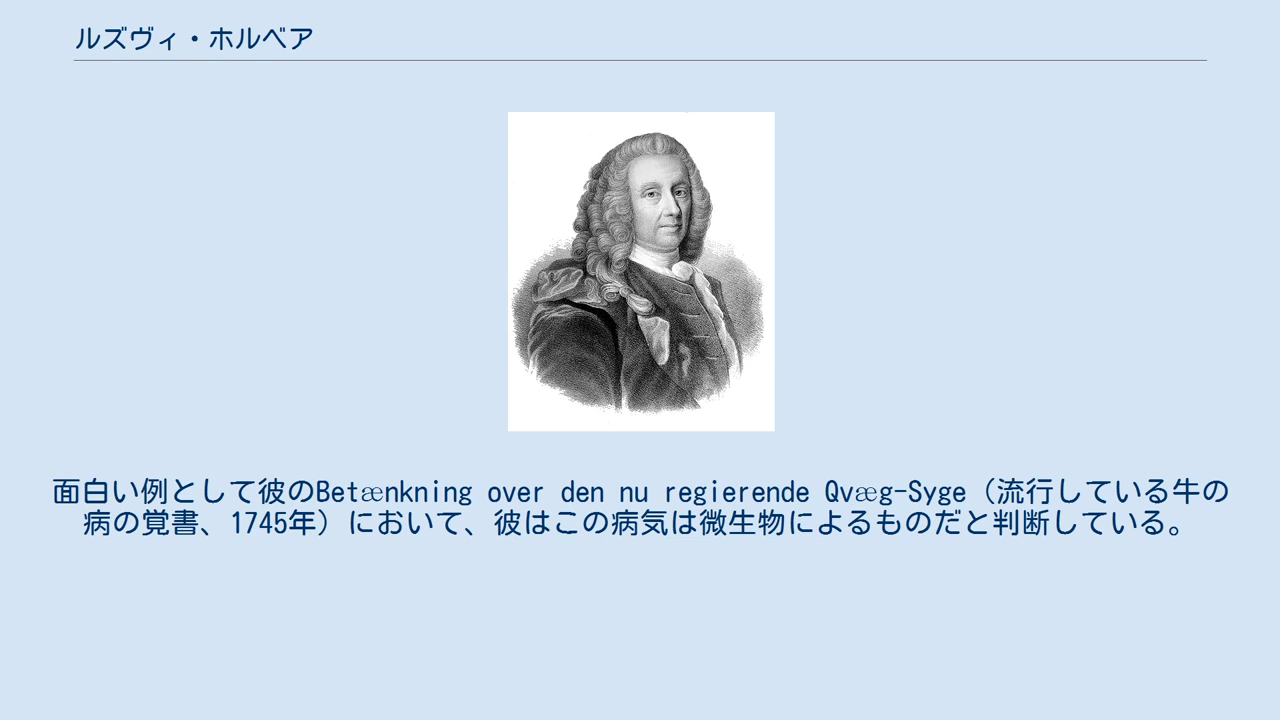 ルズヴィ・ホルベア
面白い例として彼のBetænkning over den nu regierende Qvæg-Syge（流行している牛の
病の覚書、1745年）において、彼はこの病気は微生物によるものだと判断している。